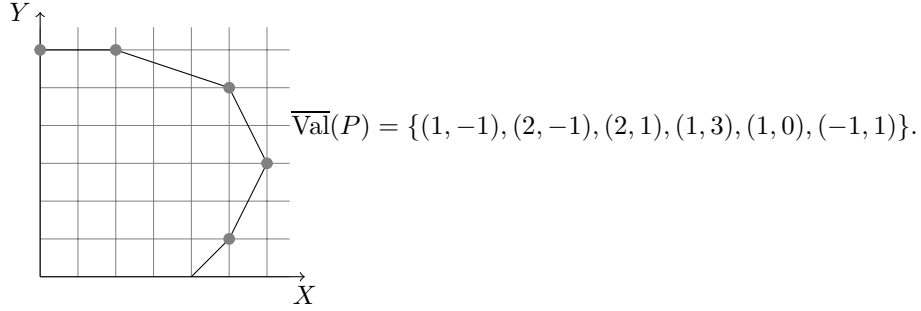 Y
Val(P) = {(1, −1), (2, −1), (2, 1), (1, 3), (1, 0), (−1, 1)}.
X